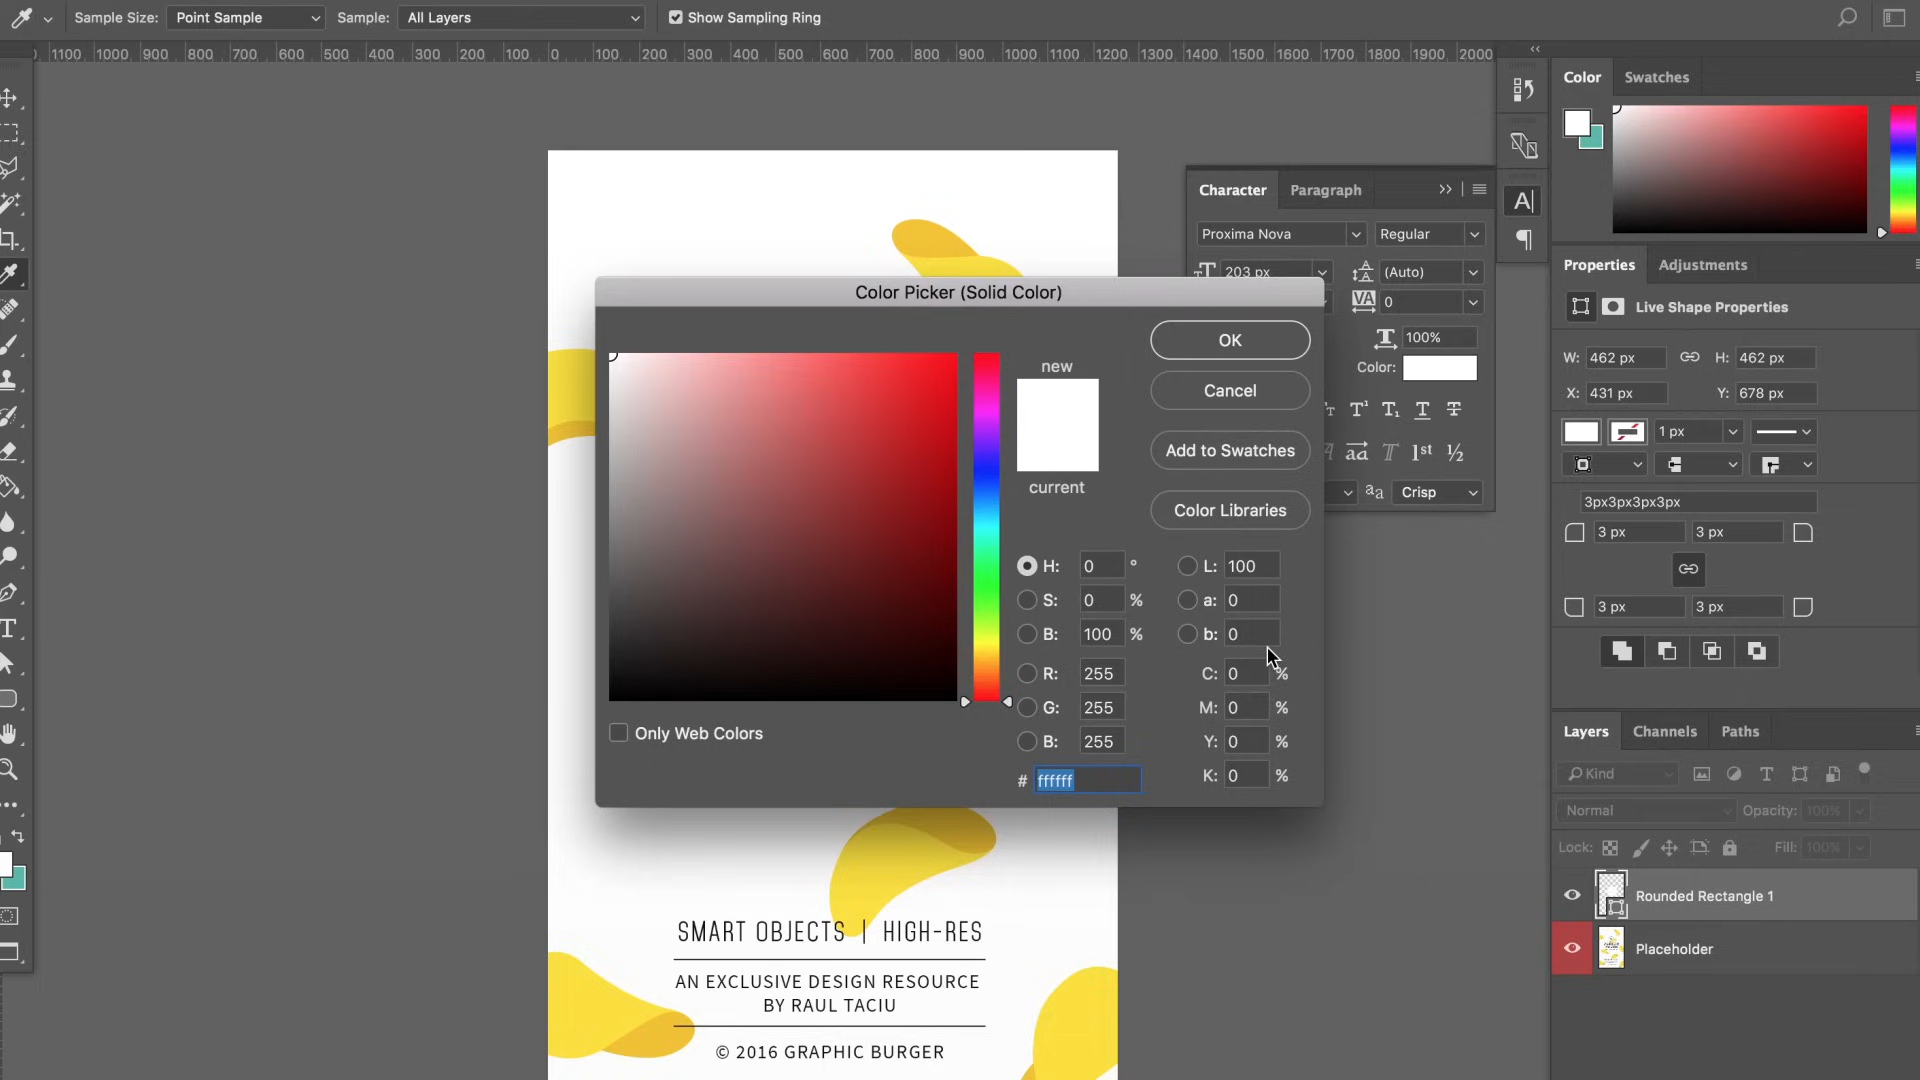 Sample Size: Point Sample Sample: All Layers Show Sampling Ring
1100 1000 900 800 700 600 500 400 300 200 100 0 100 200 300 400 500 600 700 800 900 1000 1100 1200 1300 1400 1500 1600 1700 1800 1900 2000
Color Swatches
Character Paragraph
Proxima Nova Regular
203 px (Auto)
0
100%
Color:
1st ½
aa Crisp
Color Picker (Solid Color)
new
current
OK
Cancel
Add to Swatches
Color Libraries
H: 0 ° L: 100
S: 0 % a: 0
B: 100 % b: 0
R: 255 C: 0 %
G: 255 M: 0 %
B: 255 Y: 0 %
# ffffff K: 0 %
Only Web Colors
SMART OBJECTS | HIGH-RES
AN EXCLUSIVE DESIGN RESOURCE
BY RAUL TACIU
© 2016 GRAPHIC BURGER
Properties Adjustments
Live Shape Properties
W: 462 px H: 462 px
X: 431 px Y: 678 px
1 px
3px3px3px3px
3 px 3 px
3 px 3 px
Layers Channels Paths
Kind
Normal Opacity: 100%
Lock: Fill: 100%
Rounded Rectangle 1
Placeholder